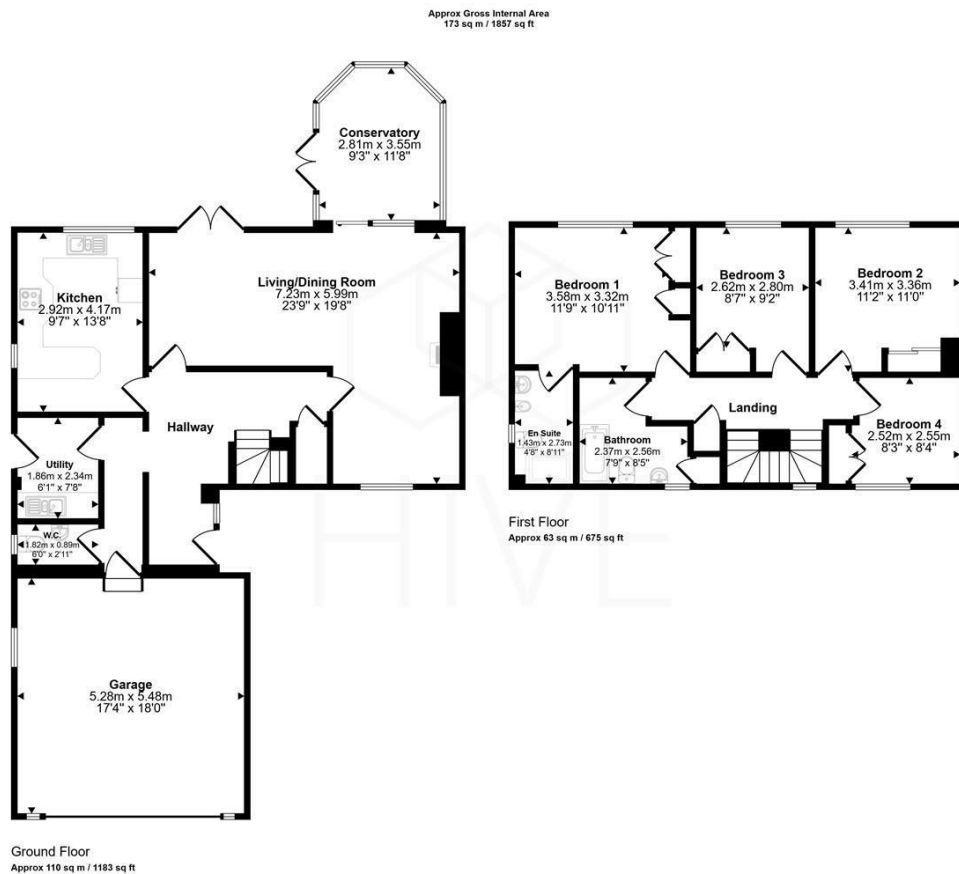 Approx Gross Internal Area
173 sq m / 1857 sq ft
Conservatory
2.81m x 3.55m
9'3" x 11'8"
Kitchen
2.92m x 4.17m
9'7" x 13'8"
Living/Dining Room
7.23m x 5.99m
23'9" x 19'8"
Hallway
Utility
1.86m x 2.34m
6'1" x 7'8"
W.C.
1.82m x 0.89m
6'0" x 2'11"
Garage
5.28m x 5.48m
17'4" x 18'0"
Ground Floor
Approx 110 sq m / 1183 sq ft
Bedroom 1
3.58m x 3.32m
11'9" x 10'11"
Bedroom 3
2.62m x 2.80m
8'7" x 9'2"
Bedroom 2
3.41m x 3.36m
11'2" x 11'0"
Landing
En Suite
1.43m x 2.73m
4'8" x 8'11"
Bathroom
2.37m x 2.56m
7'9" x 8'5"
Bedroom 4
2.52m x 2.55m
8'3" x 8'4"
First Floor
Approx 63 sq m / 675 sq ft
HIVE